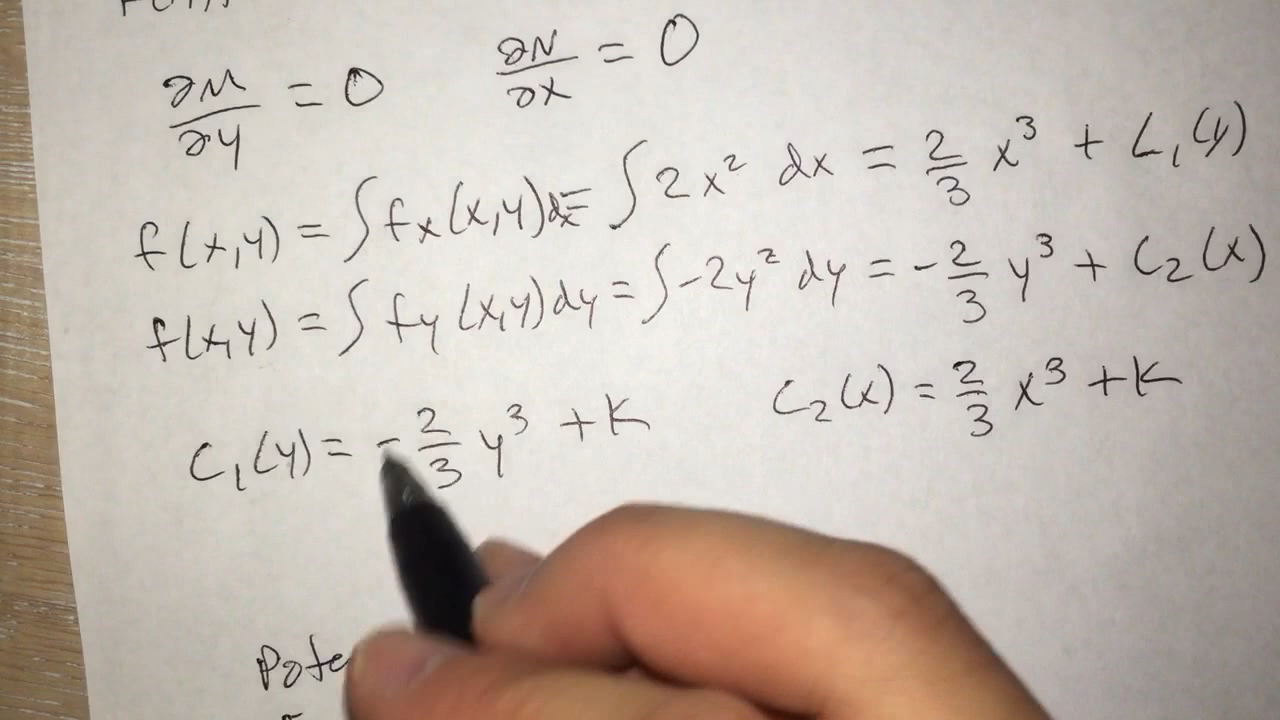 ∂M/∂y = 0 ∂N/∂x = 0
f(x,y) = ∫fx(x,y)dx = ∫2x² dx = 2/3 x³ + C₁(y)
f(x,y) = ∫fy(x,y)dy = ∫-2y² dy = -2/3 y³ + C₂(x)
C₁(y) = -2/3 y³ + K C₂(x) = 2/3 x³ + K
Pote